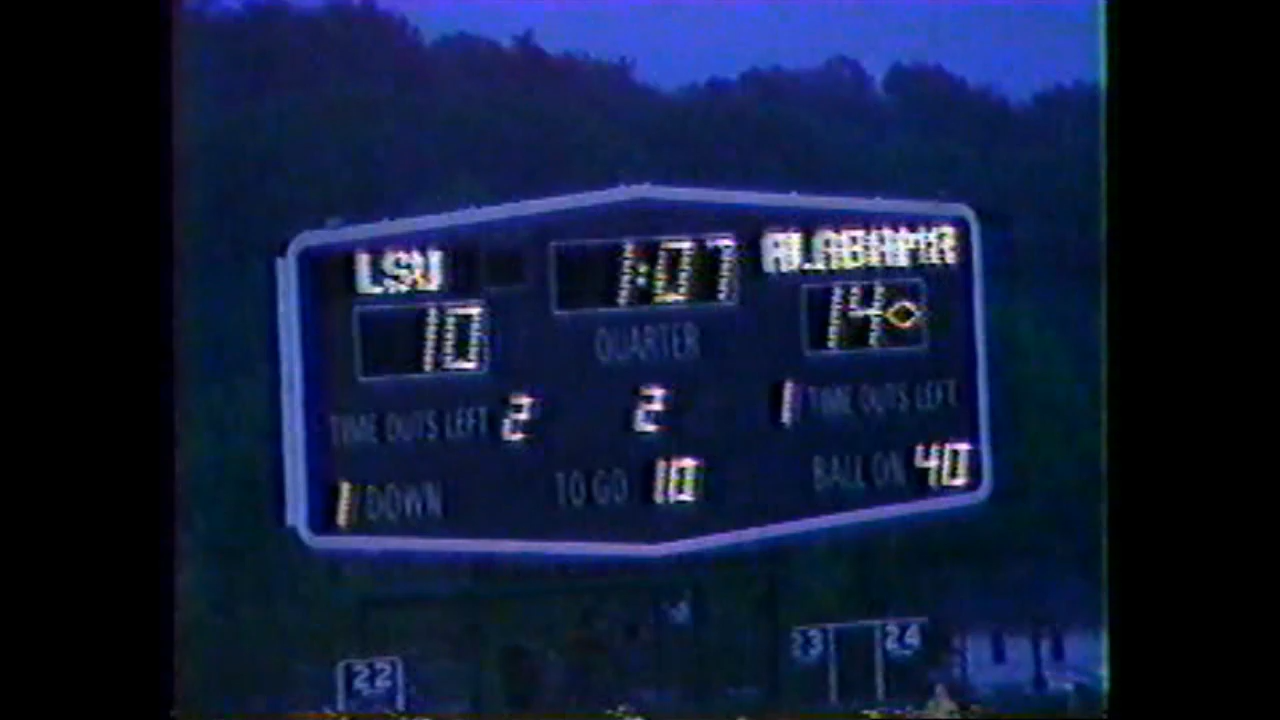 LSU 1:07 ALABAMA
10 QUARTER 14
TIME OUTS LEFT 2 2 1 TIME OUTS LEFT
1 DOWN TO GO 10 BALL ON 40
22 23 24